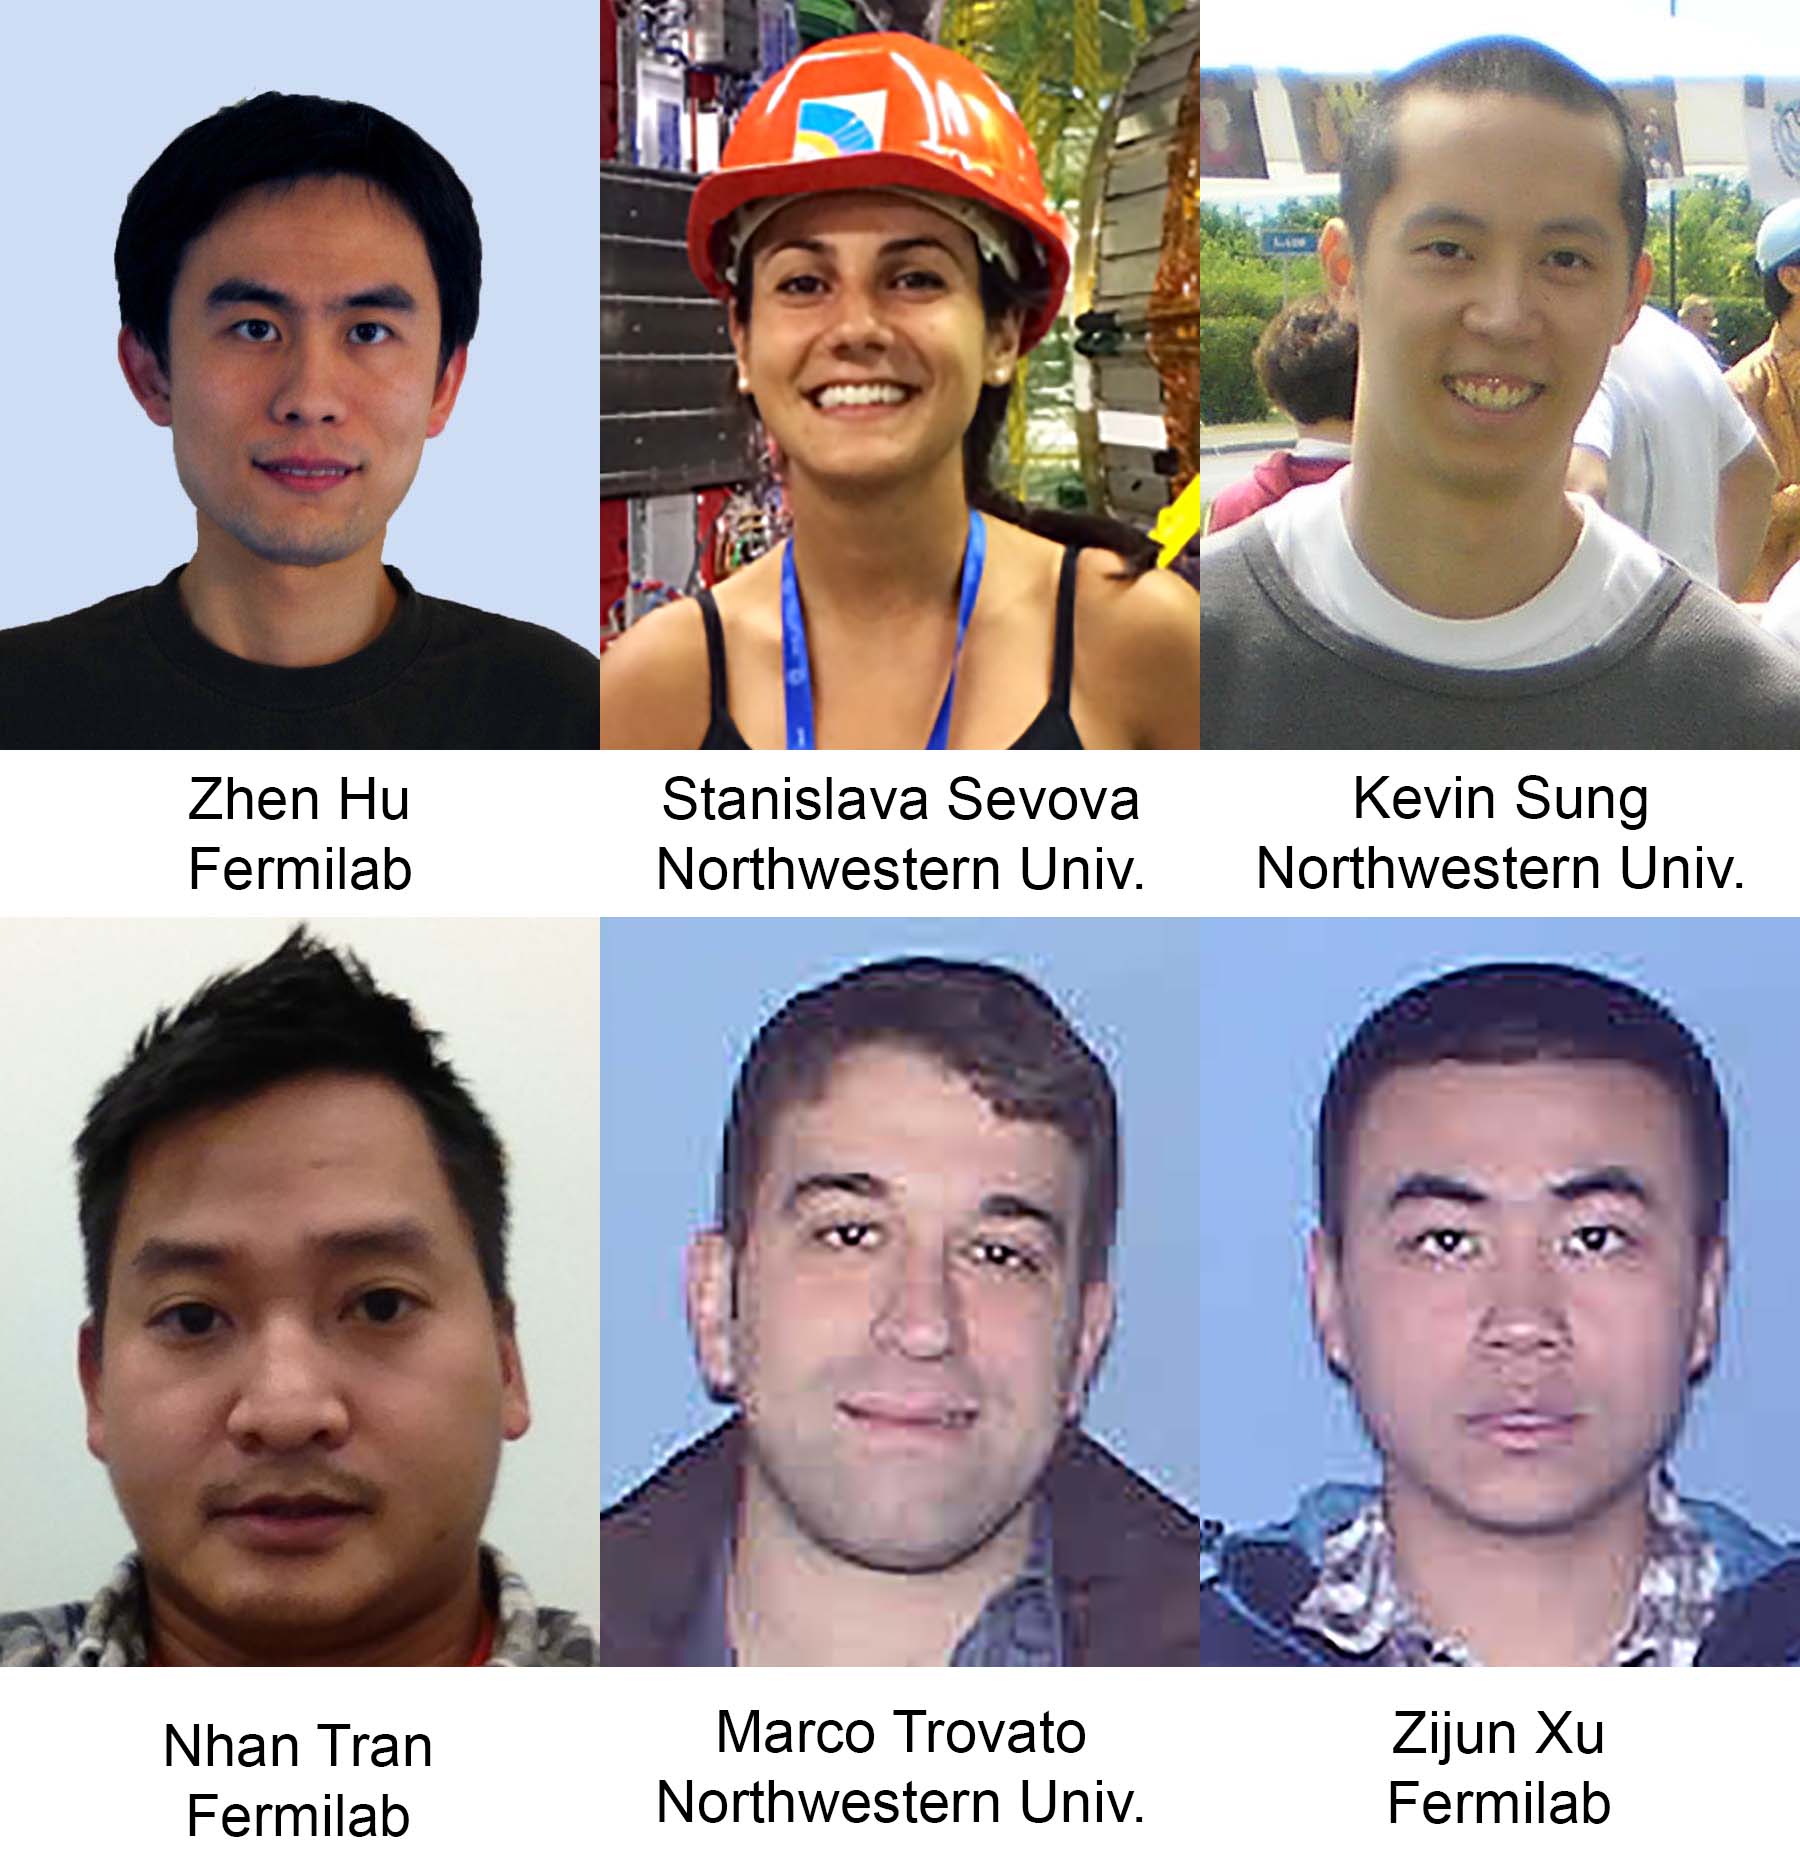 Zhen Hu
Fermilab
Stanislava Sevova
Northwestern Univ.
Kevin Sung
Northwestern Univ.
Nhan Tran
Fermilab
Marco Trovato
Northwestern Univ.
Zijun Xu
Fermilab